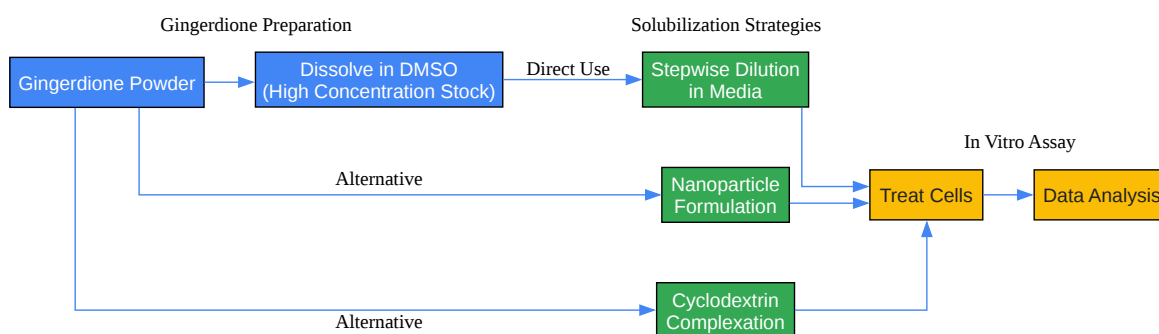 Gingerdione Preparation
Solubilization Strategies
Gingerdione Powder
Dissolve in DMSO
(High Concentration Stock)
Direct Use
Stepwise Dilution
in Media
In Vitro Assay
Alternative
Nanoparticle
Formulation
Treat Cells
Data Analysis
Alternative
Cyclodextrin
Complexation